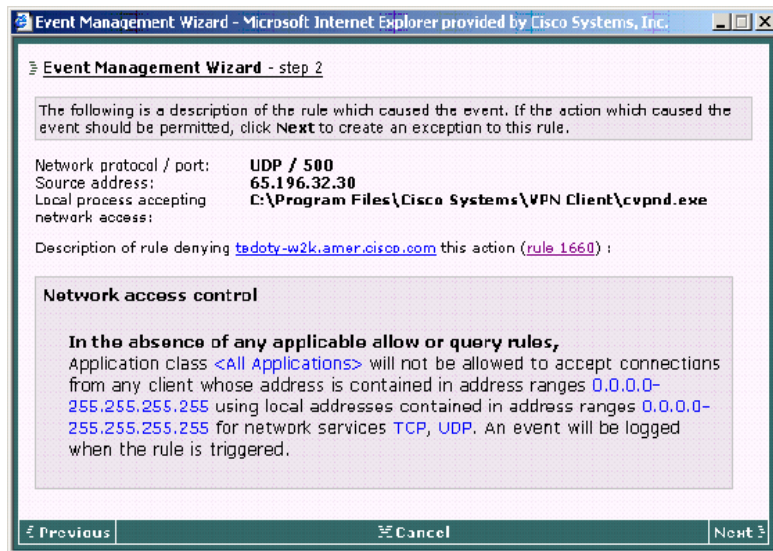 Event Management Wizard - Microsoft Internet Explorer provided by Cisco Systems, Inc.
Event Management Wizard - step 2
The following is a description of the rule which caused the event. If the action which caused the
event should be permitted, click Next to create an exception to this rule.
Network protocol / port: UDP / 500
Source address: 65.196.32.30
Local process accepting C:\Program Files\Cisco Systems\VPN Client\cvpnd.exe
network access:
Description of rule denying tedoty-w2k.amer.cisco.com this action (rule 1660) :
Network access control
In the absence of any applicable allow or query rules,
Application class <All Applications> will not be allowed to accept connections
from any client whose address is contained in address ranges 0.0.0.0-
255.255.255.255 using local addresses contained in address ranges 0.0.0.0-
255.255.255.255 for network services TCP, UDP. An event will be logged
when the rule is triggered.
Previous Cancel Next